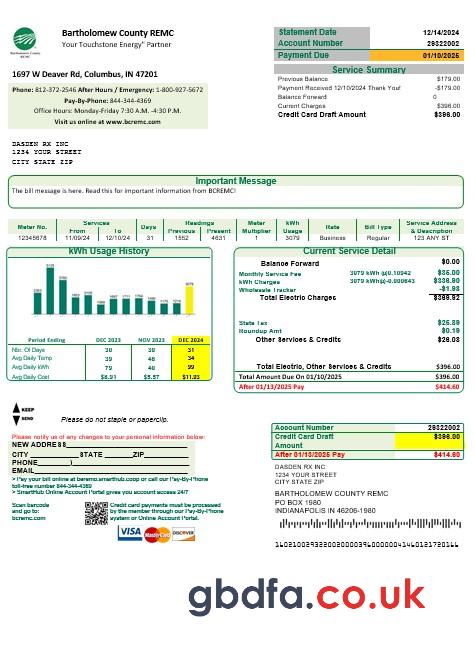 Bartholomew County REMC
Your Touchstone Energy® Partner
Bartholomew County REMC
1697 W Deaver Rd, Columbus, IN 47201
Phone: 812-372-2546 After Hours / Emergency: 1-800-927-5672
Pay-By-Phone: 844-344-4369
Office Hours: Monday-Friday 7:30 A.M. -4:30 P.M.
Visit us online at www.bcremc.com
Statement Date 12/14/2024
Account Number 29322002
Payment Due 01/10/2025
Service Summary
Previous Balance $179.00
Payment Received 12/10/2024 Thank You! -$179.00
Balance Forward 0
Current Charges $396.00
Credit Card Draft Amount $396.00
DASDEN RX INC
1234 YOUR STREET
CITY STATE ZIP
Important Message
The bill message is here. Read this for important information from BCREMC!
Meter No. Services From To Days Readings Previous Present Meter Multiplier kWh Usage Rate Bill Type Service Address & Description
12345678 11/09/24 12/10/24 31 1552 4631 1 3079 Business Regular 123 ANY ST
kWh Usage History
Period Ending DEC 2023 NOV 2023 DEC 2024
Nbr. Of Days 30 30 31
Avg Daily Temp 39 48 34
Avg Daily kWh 79 40 99
Avg Daily Cost $8.91 $5.57 $11.93
Current Service Detail
Balance Forward $0.00
Monthly Service Fee $35.00
kWh Charges 3079 kWh @0.10942 $336.90
Wholesale Tracker 3079 kWh@-0.000643 -$1.98
Total Electric Charges $369.92
State Tax $25.89
Roundup Amt $0.19
Other Services & Credits $26.08
Total Electric, Other Services & Credits $396.00
Total Amount Due On 01/10/2025 $396.00
After 01/13/2025 Pay $414.60
KEEP
SEND
Please do not staple or paperclip.
Please notify us of any changes to your personal information below:
NEW ADDRESS
CITY STATE ZIP
PHONE ( )
EMAIL
> Pay your bill online at bcremc.smarthub.coop or call our Pay-By-Phone
toll-free number 844-344-4369
> SmartHub Online Account Portal gives you account access 24/7
Scan barcode
and go to:
bcremc.com
Credit card payments must be processed
by the member through our Pay-By-Phone
system or Online Account Portal.
VISA MasterCard DISCOVER
Account Number 29322002
Credit Card Draft Amount $396.00
After 01/13/2025 Pay $414.60
DASDEN RX INC
1234 YOUR STREET
CITY STATE ZIP
BARTHOLOMEW COUNTY REMC
PO BOX 1980
INDIANAPOLIS IN 46206-1980
gbdfa.co.uk